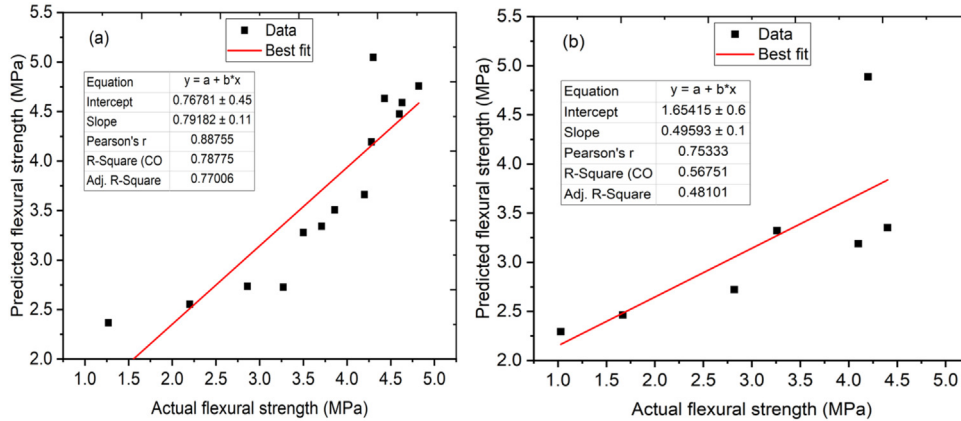 (a)
Data
Best fit
Equation y = a + b*x
Intercept 0.76781 ± 0.45
Slope 0.79182 ± 0.11
Pearson's r 0.88755
R-Square (CO 0.78775
Adj. R-Square 0.77006
5.5
5.0
4.5
4.0
3.5
3.0
2.5
2.0
1.0 1.5 2.0 2.5 3.0 3.5 4.0 4.5 5.0
Predicted flexural strength (MPa)
Actual flexural strength (MPa)
(b)
Data
Best fit
Equation y = a + b*x
Intercept 1.65415 ± 0.6
Slope 0.49593 ± 0.1
Pearson's r 0.75333
R-Square (CO 0.56751
Adj. R-Square 0.48101
5.5
5.0
4.5
4.0
3.5
3.0
2.5
2.0
1.0 1.5 2.0 2.5 3.0 3.5 4.0 4.5 5.0
Predicted flexural strength (MPa)
Actual flexural strength (MPa)